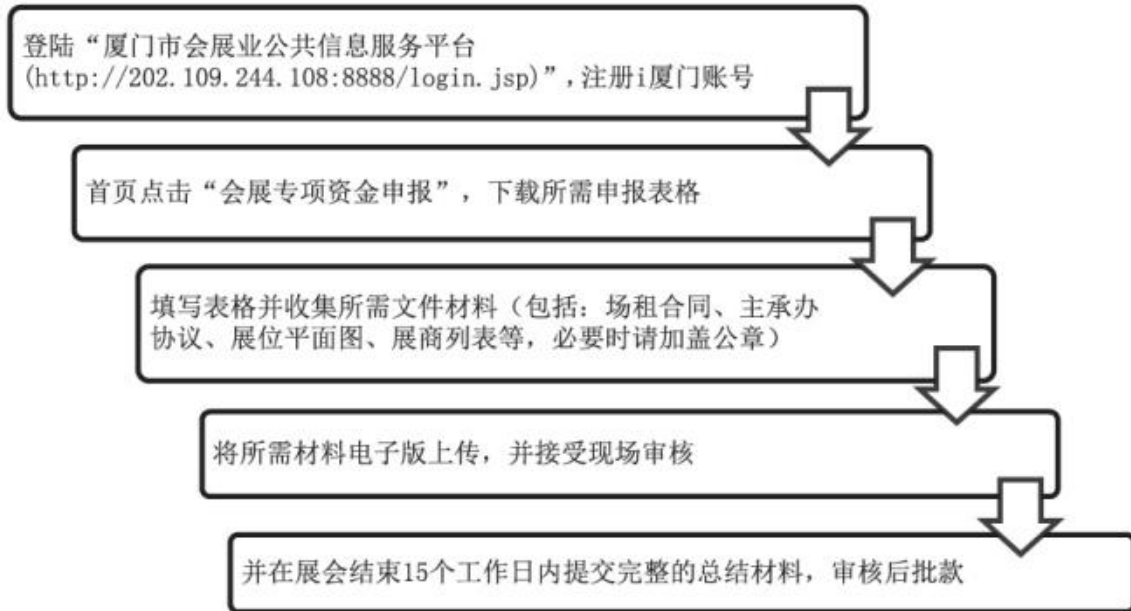 登陆“厦门市会展业公共信息服务平台
(http://202.109.244.108:8888/login.jsp)”,注册i厦门账号
首页点击“会展专项资金申报”，下载所需申报表格
填写表格并收集所需文件材料（包括：场租合同、主承办
协议、展位平面图、展商列表等，必要时请加盖公章）
将所需材料电子版上传，并接受现场审核
并在展会结束15个工作日内提交完整的总结材料，审核后批款